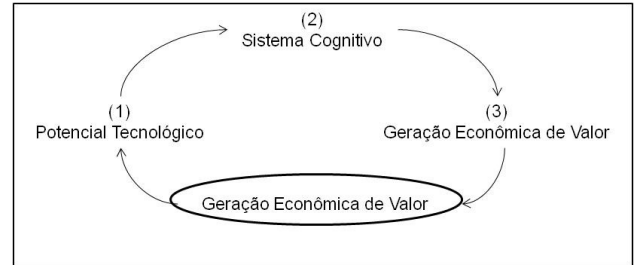 (2)
Sistema Cognitivo
(1)
Potencial Tecnológico
(3)
Geração Econômica de Valor
Geração Econômica de Valor